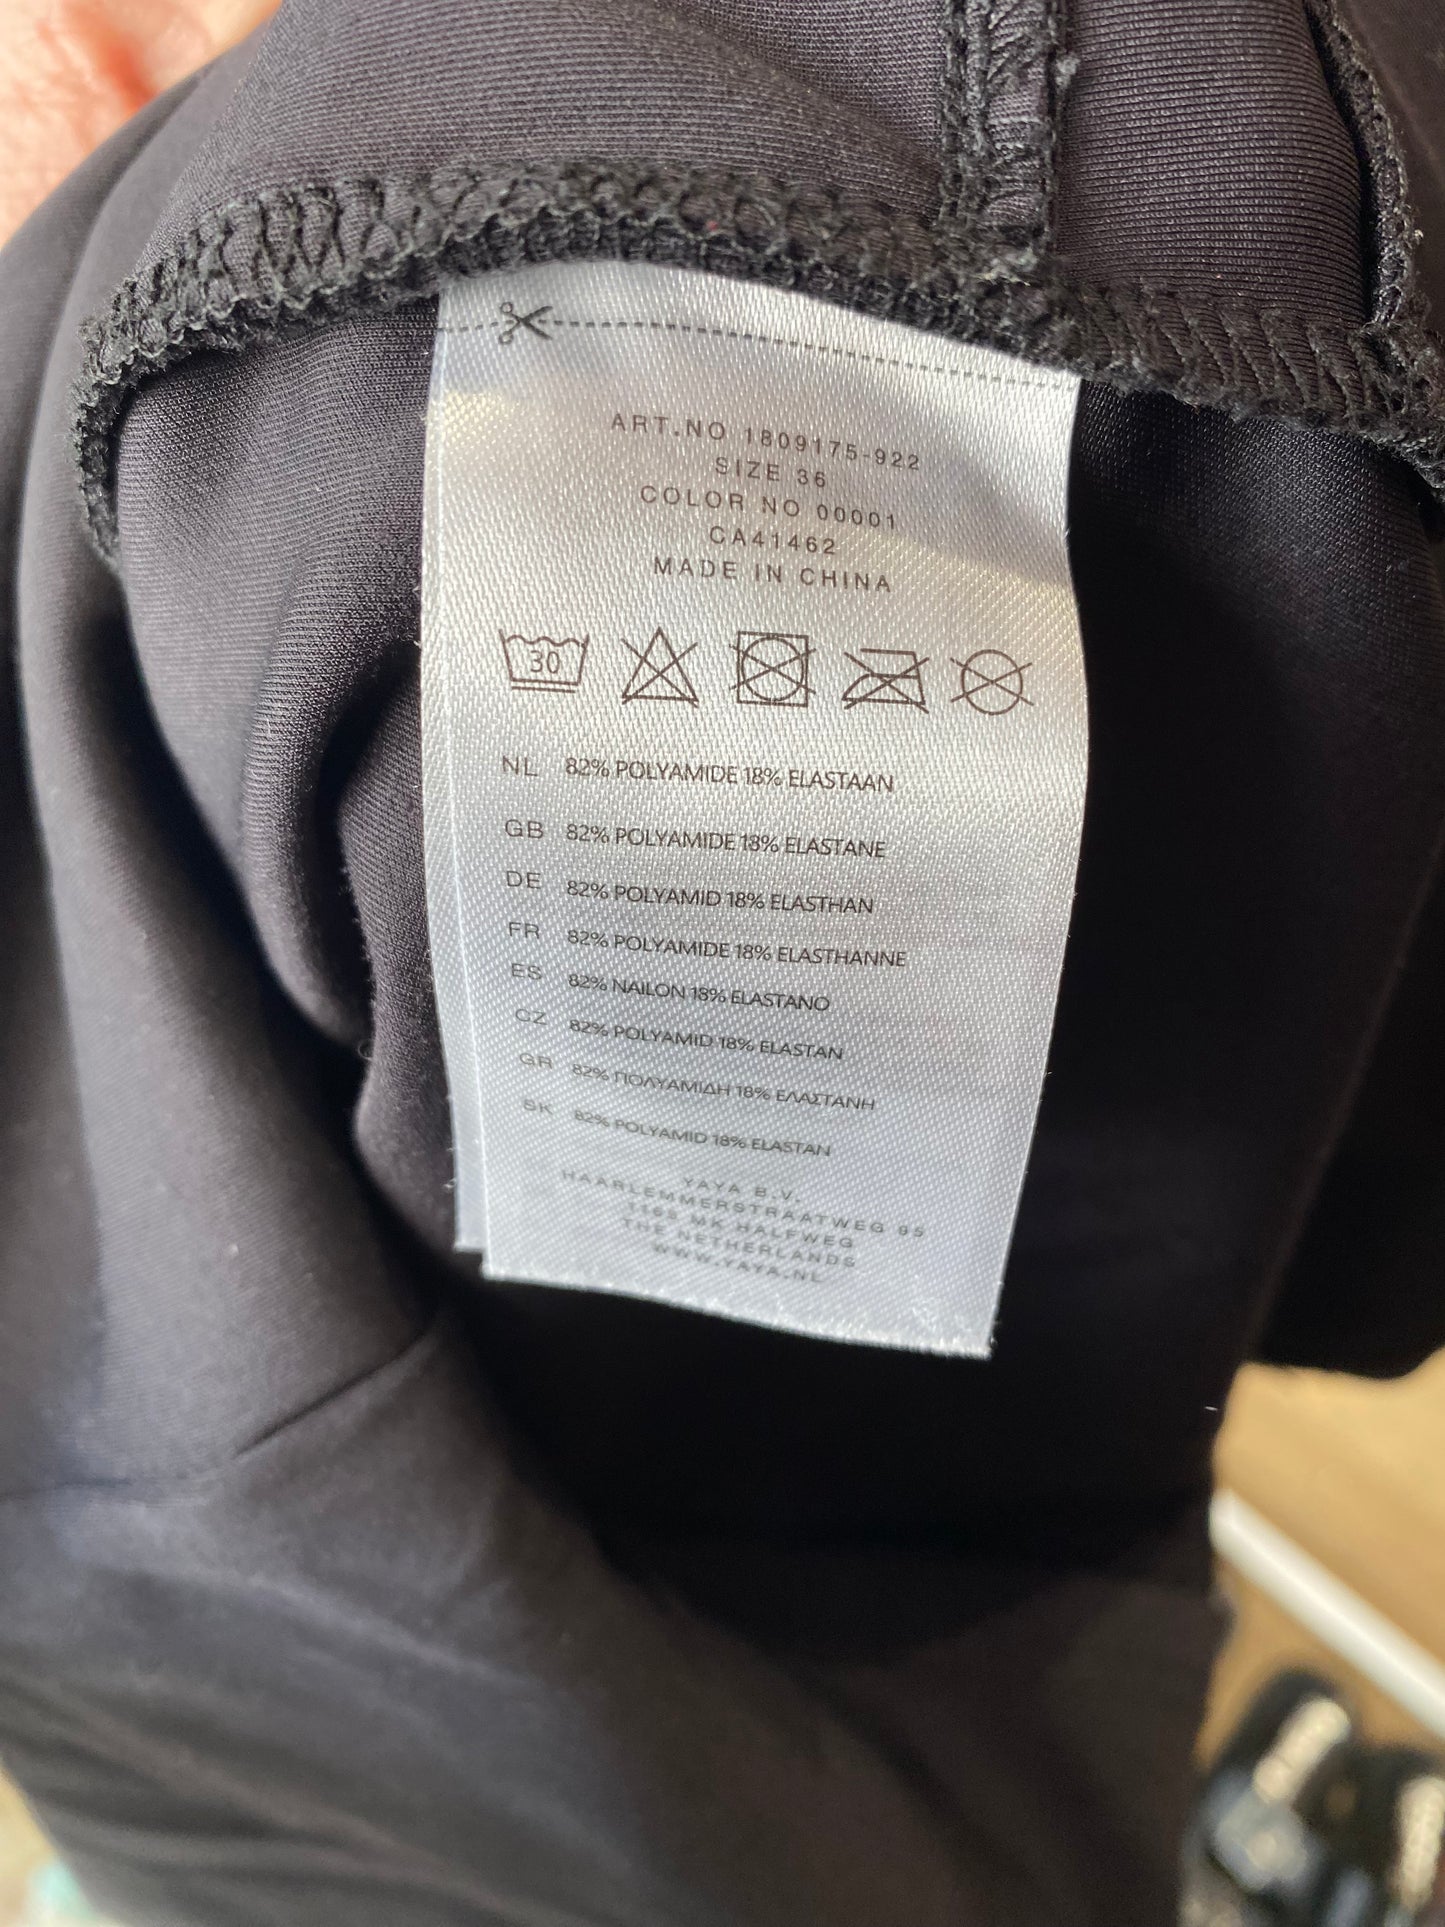 ART.NO 1809175-922
SIZE 36
COLOR NO 00001
CA41462
MADE IN CHINA
30
NL 82% POLYAMIDE 18% ELASTAAN
GB 82% POLYAMIDE 18% ELASTANE
DE 82% POLYAMID 18% ELASTHAN
FR 82% POLYAMIDE 18% ELASTHANNE
ES 82% NAILON 18% ELASTANO
CZ 82% POLYAMID 18% ELASTAN
GR 82% ΠΟΛΥΑΜΙΔΗ 18% ΕΛΑΣΤΑΝΗ
SK 82% POLYAMID 18% ELASTAN
YAYA B.V.
HAARLEMMERSTRAATWEG 95
1165 MK HALFWEG
THE NETHERLANDS
WWW.YAYA.NL